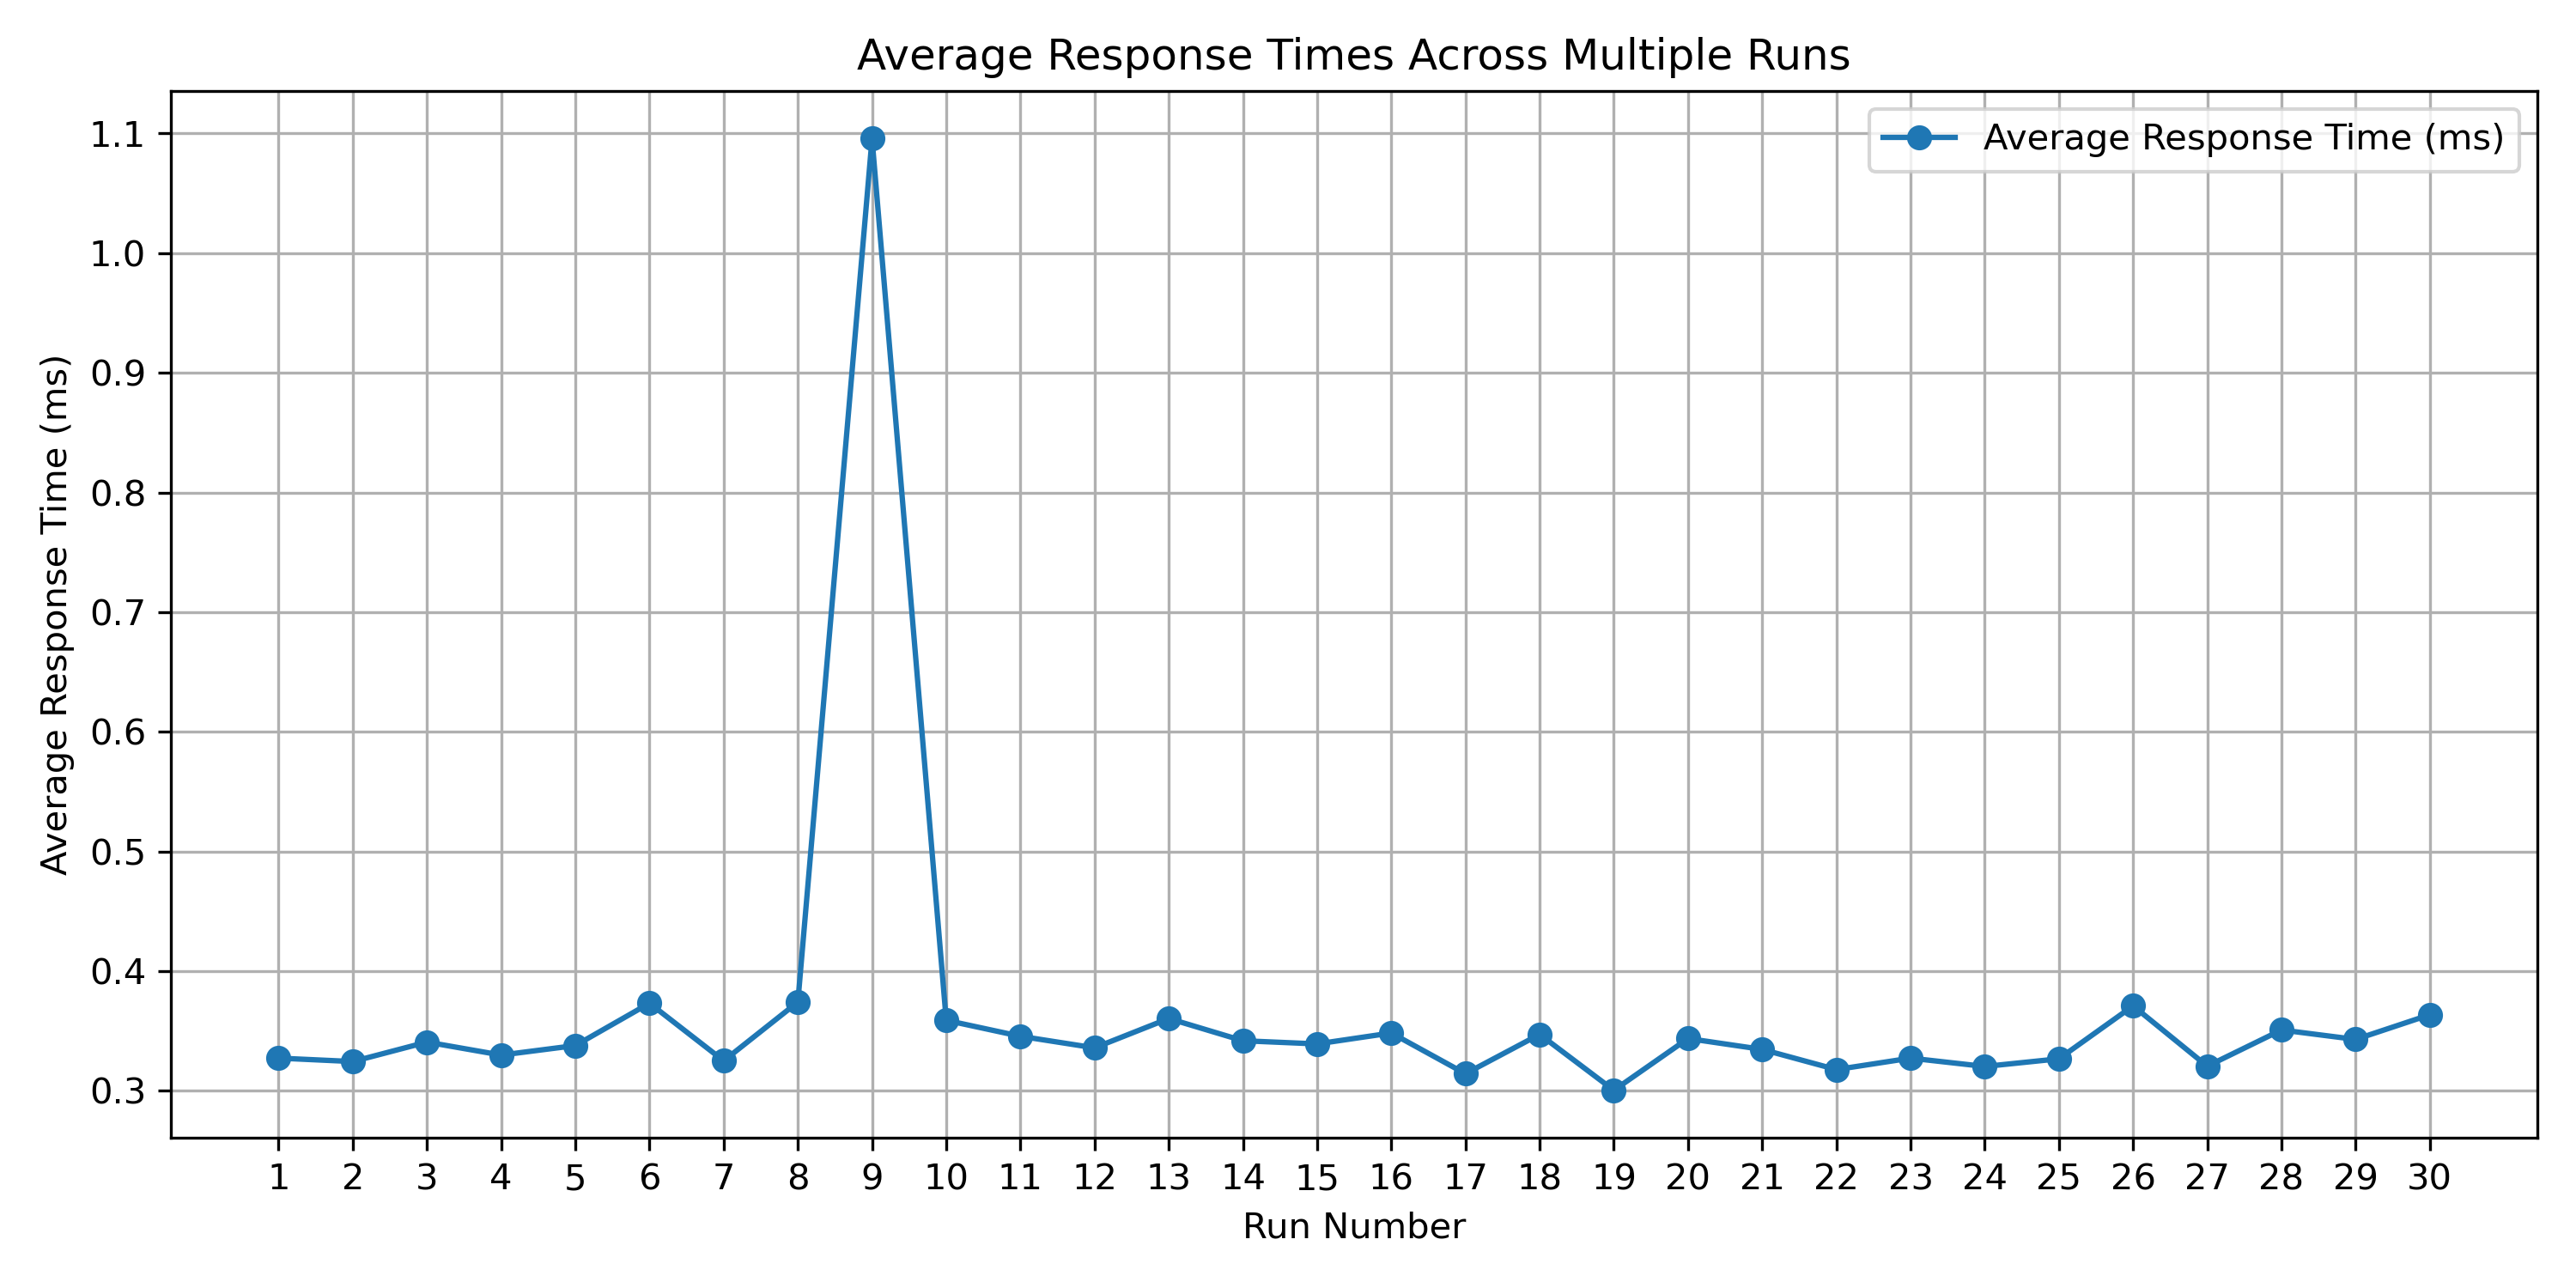 Average Response Times Across Multiple Runs
Average Response Time (ms)
1.1
1.0
0.9
0.8
0.7
0.6
0.5
0.4
0.3
Average Response Time (ms)
1 2 3 4 5 6 7 8 9 10 11 12 13 14 15 16 17 18 19 20 21 22 23 24 25 26 27 28 29 30
Run Number